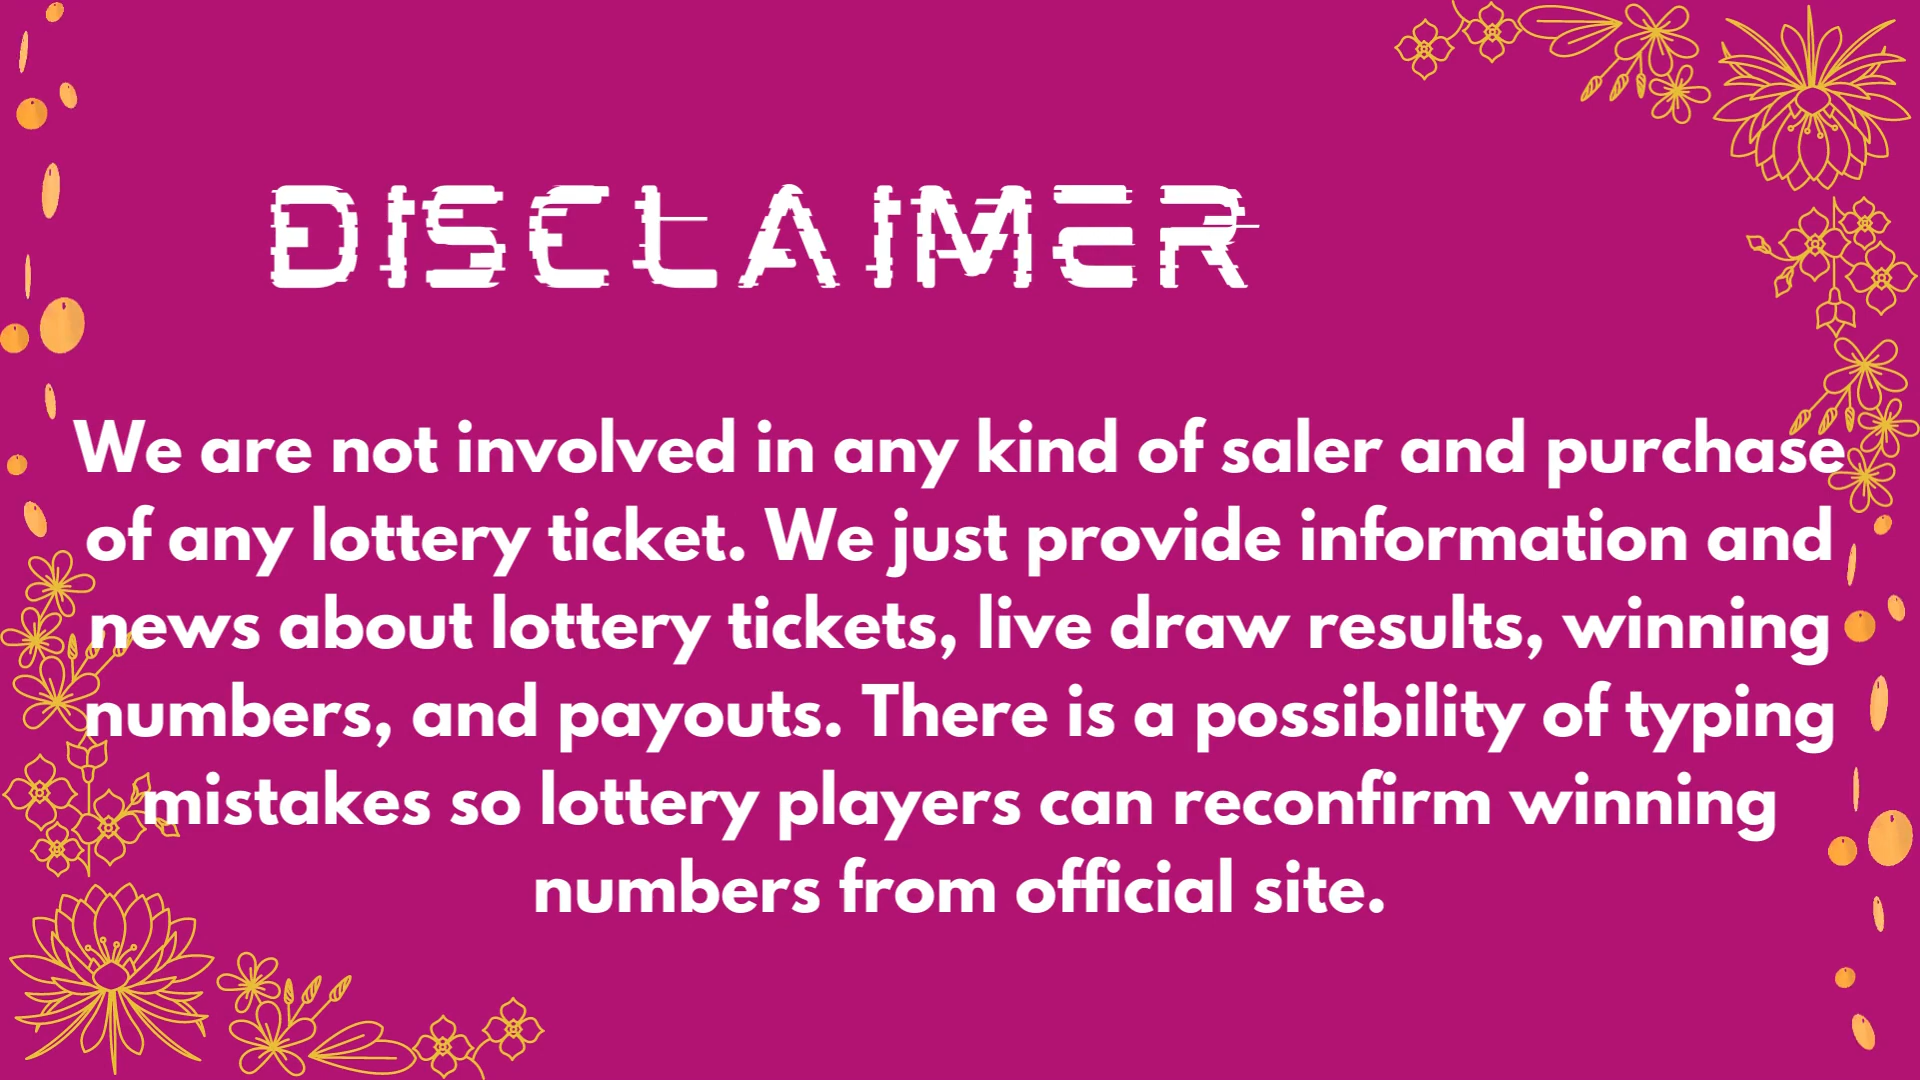 DISCLAIMER
We are not involved in any kind of saler and purchase
of any lottery ticket. We just provide information and
news about lottery tickets, live draw results, winning
numbers, and payouts. There is a possibility of typing
mistakes so lottery players can reconfirm winning
numbers from official site.